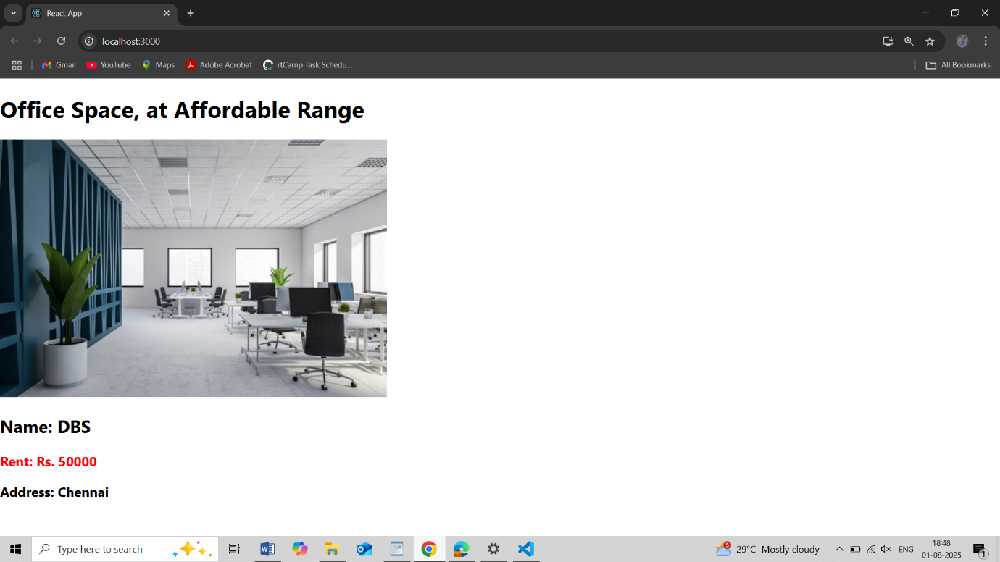 React App
localhost:3000
Gmail YouTube Maps Adobe Acrobat rtCamp Task Schedu... All Bookmarks
Office Space, at Affordable Range
Name: DBS
Rent: Rs. 50000
Address: Chennai
Type here to search 5 29°C Mostly cloudy ENG 18:48
01-08-2025 1